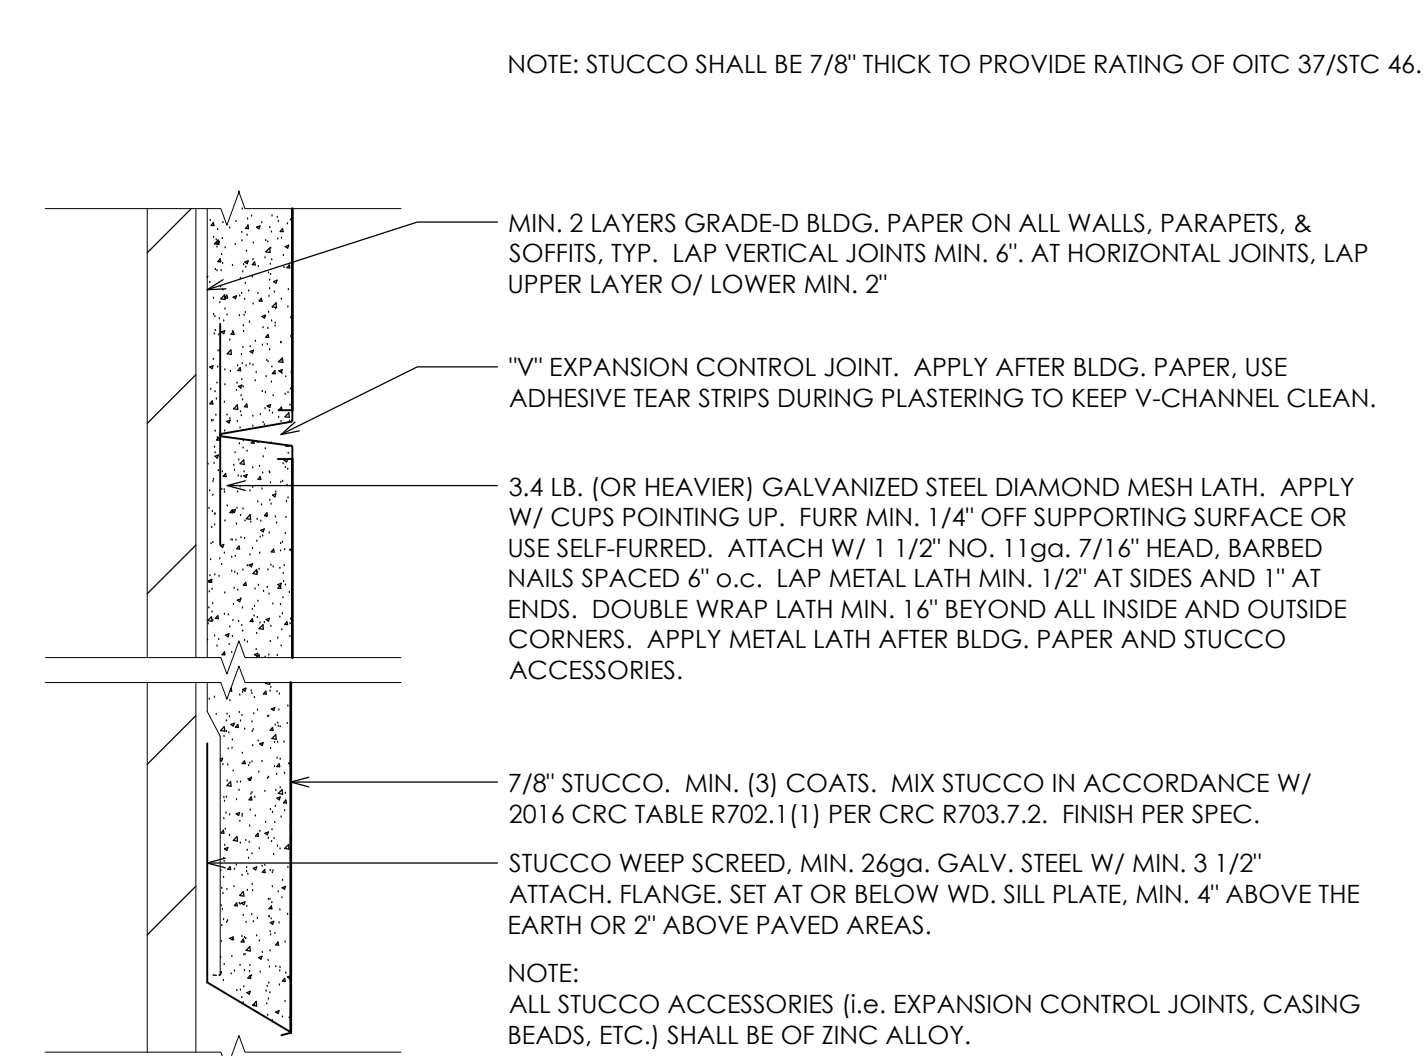 NOTE: STUCCO SHALL BE 7/8" THICK TO PROVIDE RATING OF OITC 37/STC 46.
MIN. 2 LAYERS GRADE-D BLDG. PAPER ON ALL WALLS, PARAPETS, &
SOFFITS, TYP.  LAP VERTICAL JOINTS MIN. 6". AT HORIZONTAL JOINTS, LAP
UPPER LAYER O/ LOWER MIN. 2"
"V" EXPANSION CONTROL JOINT.  APPLY AFTER BLDG. PAPER, USE
ADHESIVE TEAR STRIPS DURING PLASTERING TO KEEP V-CHANNEL CLEAN.
3.4 LB. (OR HEAVIER) GALVANIZED STEEL DIAMOND MESH LATH.  APPLY
W/ CUPS POINTING UP.  FURR MIN. 1/4" OFF SUPPORTING SURFACE OR
USE SELF-FURRED.  ATTACH W/ 1 1/2" NO. 11ga. 7/16" HEAD, BARBED
NAILS SPACED 6" o.c.  LAP METAL LATH MIN. 1/2" AT SIDES AND 1" AT
ENDS.  DOUBLE WRAP LATH MIN. 16" BEYOND ALL INSIDE AND OUTSIDE
CORNERS.  APPLY METAL LATH AFTER BLDG. PAPER AND STUCCO
ACCESSORIES.
7/8" STUCCO.  MIN. (3) COATS.  MIX STUCCO IN ACCORDANCE W/
2016 CRC TABLE R702.1(1) PER CRC R703.7.2.  FINISH PER SPEC.
STUCCO WEEP SCREED, MIN. 26ga. GALV. STEEL W/ MIN. 3 1/2"
ATTACH. FLANGE. SET AT OR BELOW WD. SILL PLATE, MIN. 4" ABOVE THE
EARTH OR 2" ABOVE PAVED AREAS.
NOTE:
ALL STUCCO ACCESSORIES (i.e. EXPANSION CONTROL JOINTS, CASING
BEADS, ETC.) SHALL BE OF ZINC ALLOY.